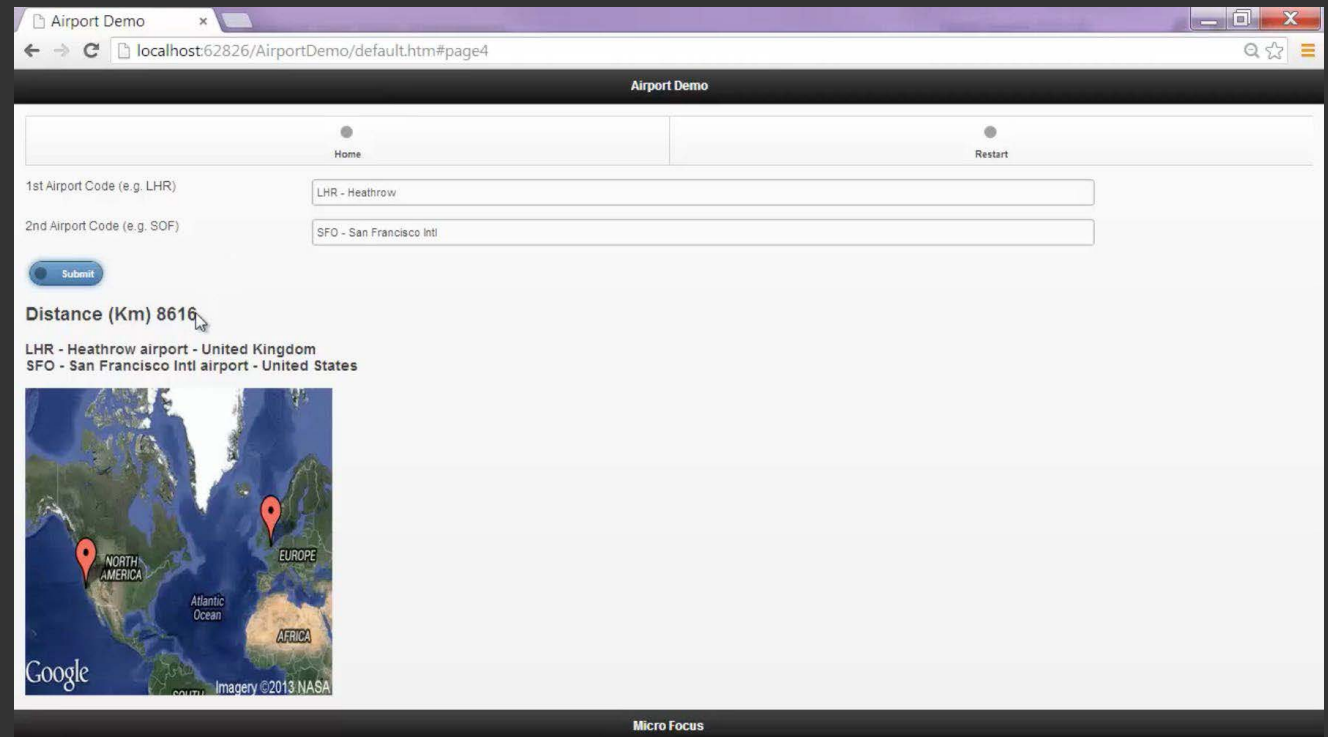 Airport Demo
localhost:62826/AirportDemo/default.htm#page4
Airport Demo
Home
Restart
1st Airport Code (e.g. LHR)
LHR - Heathrow
2nd Airport Code (e.g. SOF)
SFO - San Francisco Intl
Submit
Distance (Km) 8616
LHR - Heathrow airport - United Kingdom
SFO - San Francisco Intl airport - United States
NORTH
AMERICA
EUROPE
Atlantic
Ocean
AFRICA
Google
SOUTH
Imagery ©2013 NASA
Micro Focus